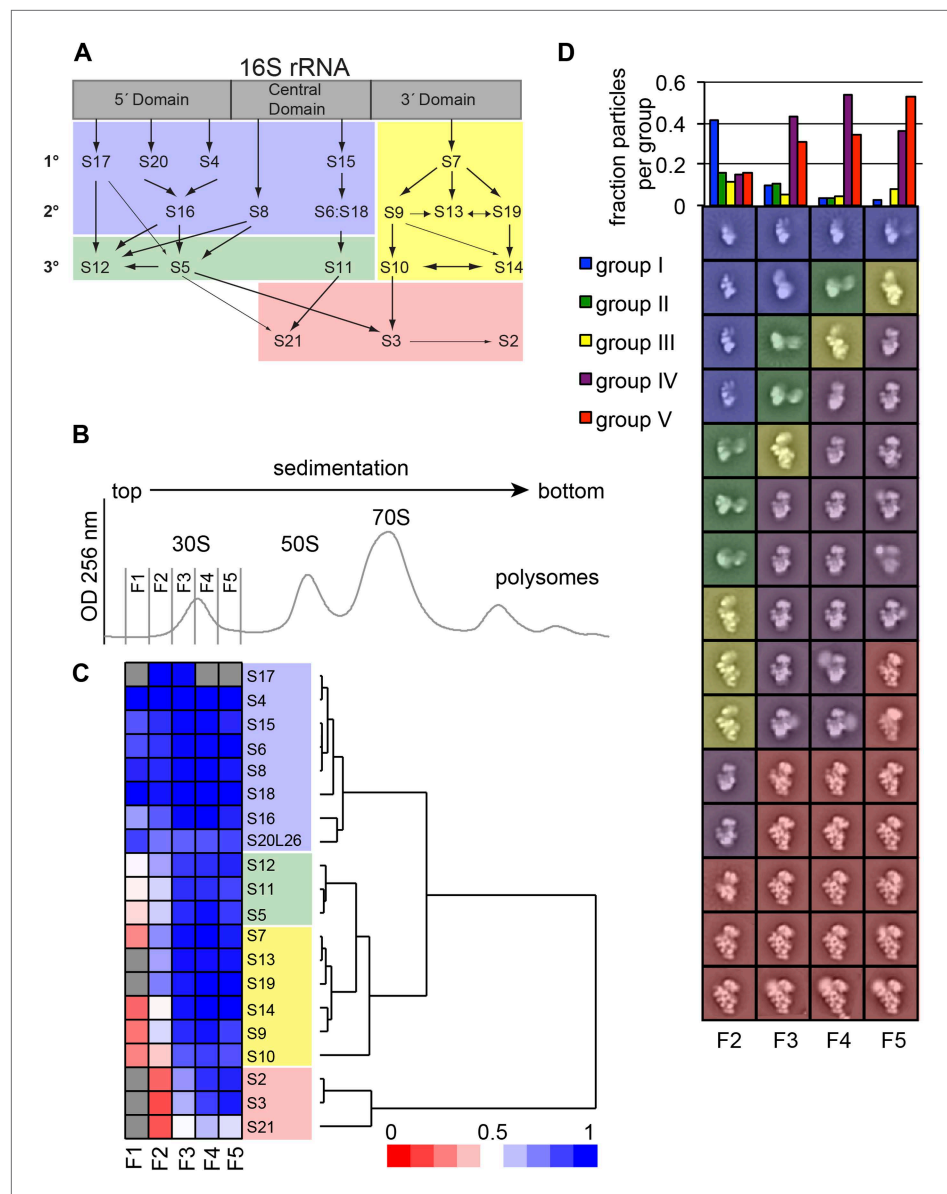 A
16S rRNA
5´ Domain
Central
Domain
3´ Domain
1°
S17
S20
S4
S15
S7
2°
S16
S8
S6:S18
S9
S13
S19
3°
S12
S5
S11
S10
S14
S21
S3
S2
B
sedimentation
top
bottom
OD 256 nm
30S
50S
70S
polysomes
F1
F2
F3
F4
F5
C
S17
S4
S15
S6
S8
S18
S16
S20L26
S12
S11
S5
S7
S13
S19
S14
S9
S10
S2
S3
S21
F1
F2
F3
F4
F5
0
0.5
1
D
fraction particles
per group
0.6
0.4
0.2
0
group I
group II
group III
group IV
group V
F2
F3
F4
F5